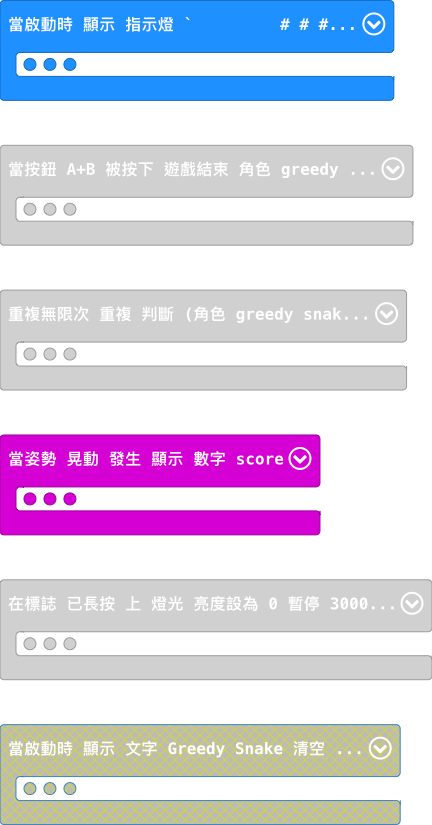 當啟動時 顯示 指示燈 ` # # #...
當按鈕 A+B 被按下 遊戲結束 角色 greedy ...
重複無限次 重複 判斷 (角色 greedy snak...
當姿勢 晃動 發生 顯示 數字 score
在標誌 已長按 上 燈光 亮度設為 0 暫停 3000...
當啟動時 顯示 文字 Greedy Snake 清空 ...